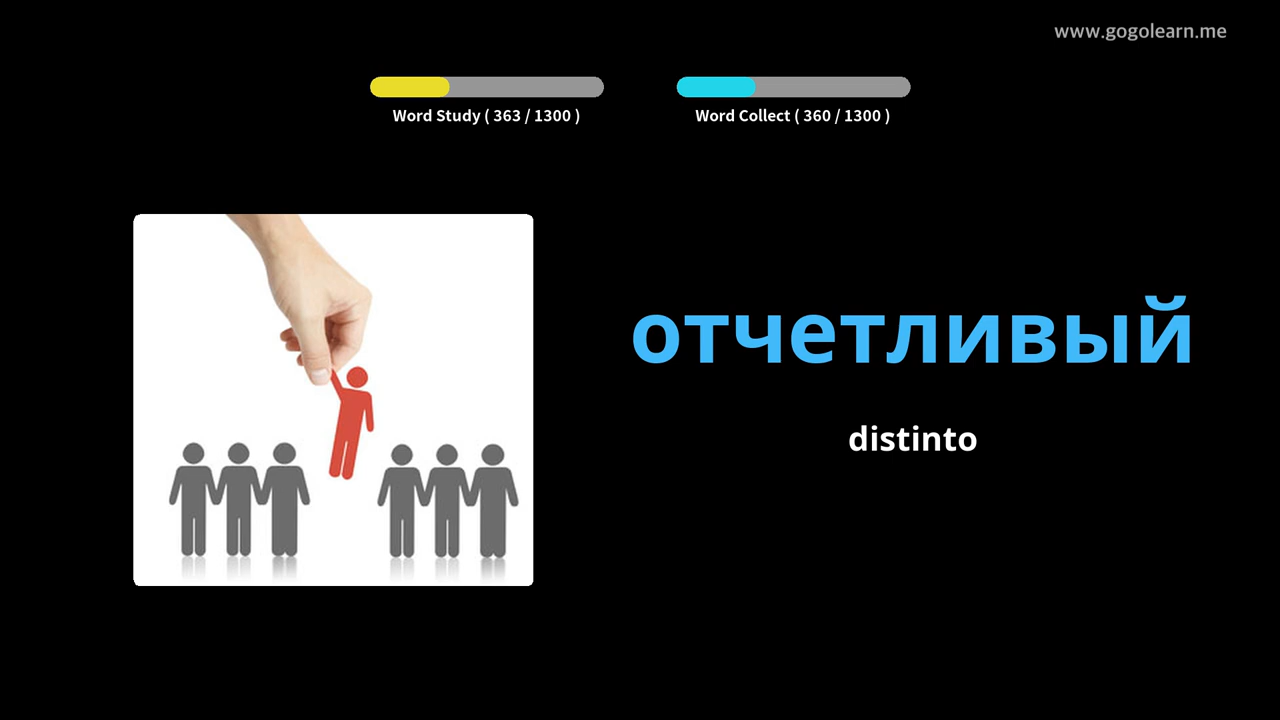 www.gogolearn.me
Word Study ( 363 / 1300 )
Word Collect ( 360 / 1300 )
отчетливый
distinto